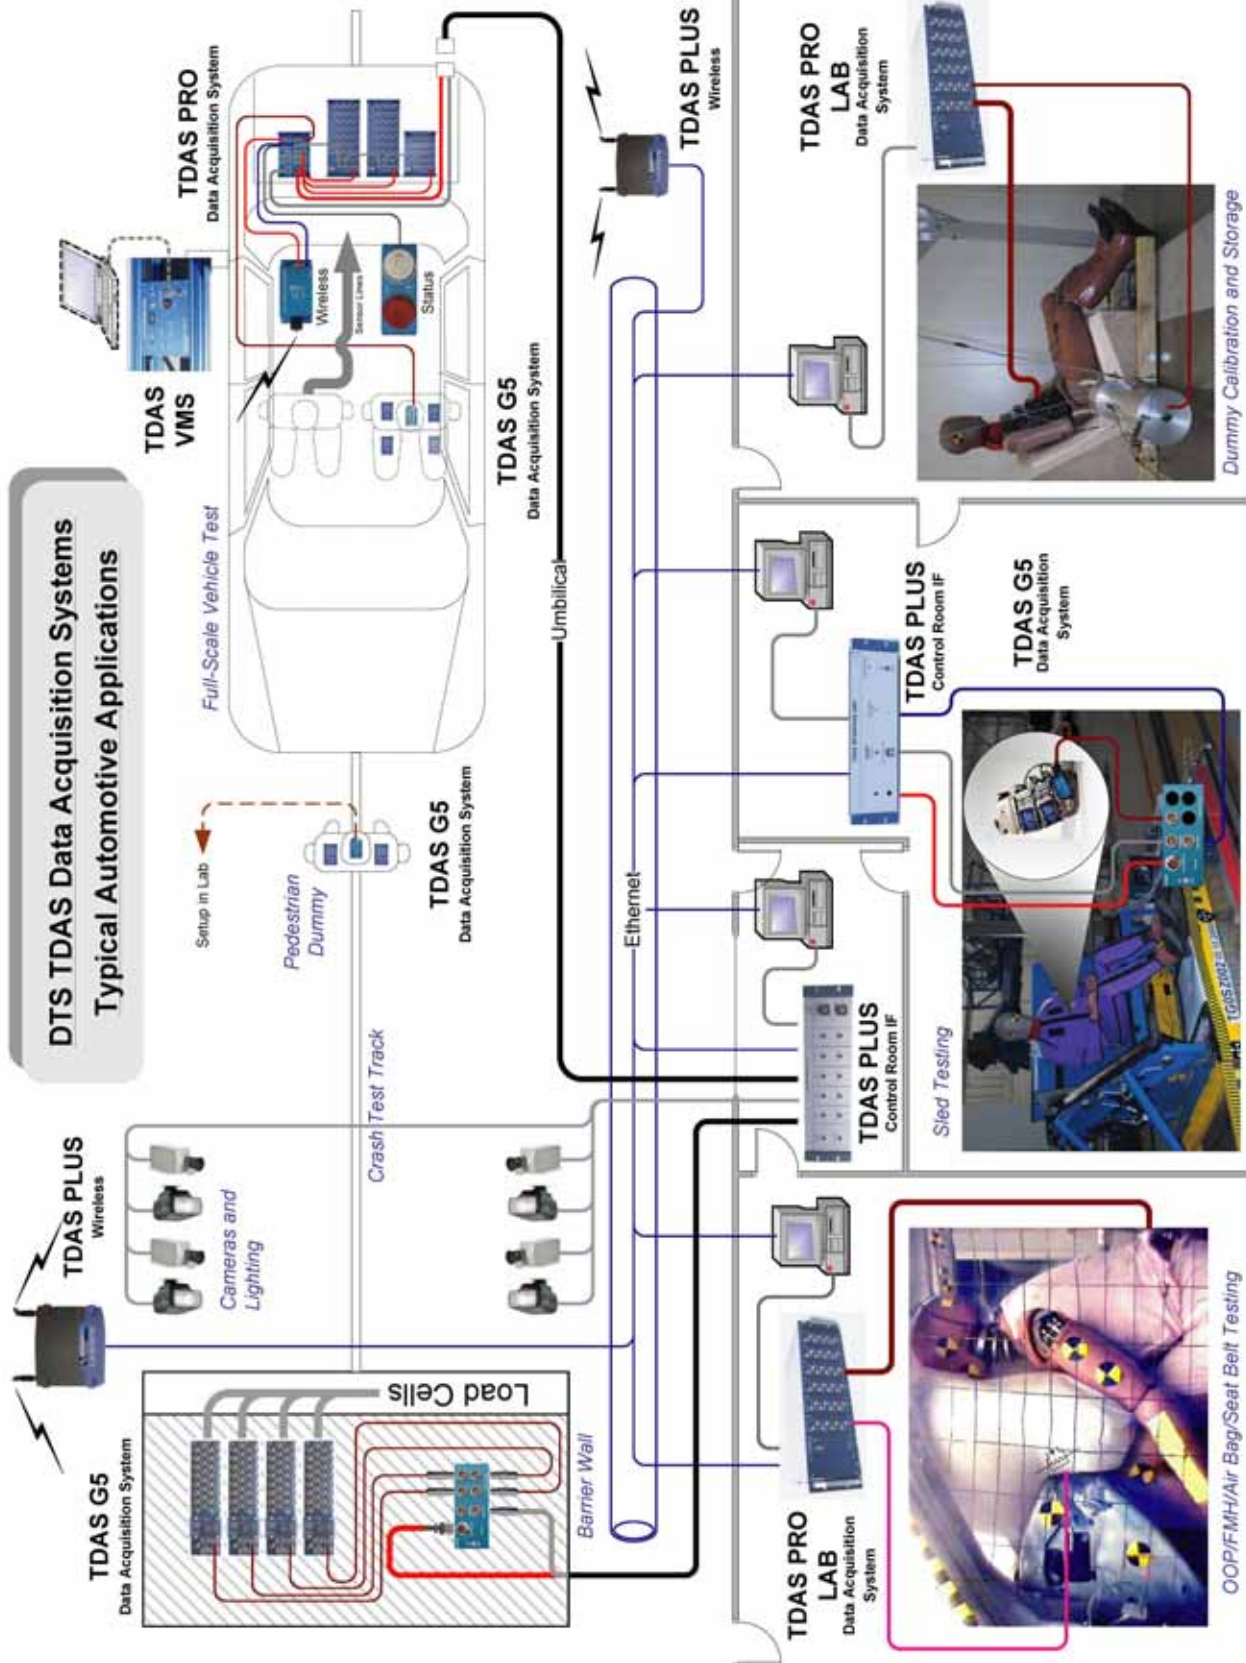 DTS TDAS Data Acquisition Systems
Typical Automotive Applications
TDAS PLUS
Wireless
Cameras and
Lighting
TDAS G5
Data Acquisition System
Load Cells
Barrier Wall
Crash Test Track
Setup in Lab
Pedestrian
Dummy
TDAS G5
Data Acquisition System
Full-Scale Vehicle Test
TDAS
VMS
TDAS PRO
Data Acquisition System
Wireless
Sensor Lines
Status
TDAS G5
Data Acquisition System
Umbilical
Ethernet
TDAS PLUS
Wireless
TDAS PRO
LAB
Data Acquisition
System
OOP/FMH/Air Bag/Seat Belt Testing
TDAS PLUS
Control Room IF
Sled Testing
TDAS PLUS
Control Room IF
TDAS G5
Data Acquisition
System
TDAS PRO
LAB
Data Acquisition
System
Dummy Calibration and Storage